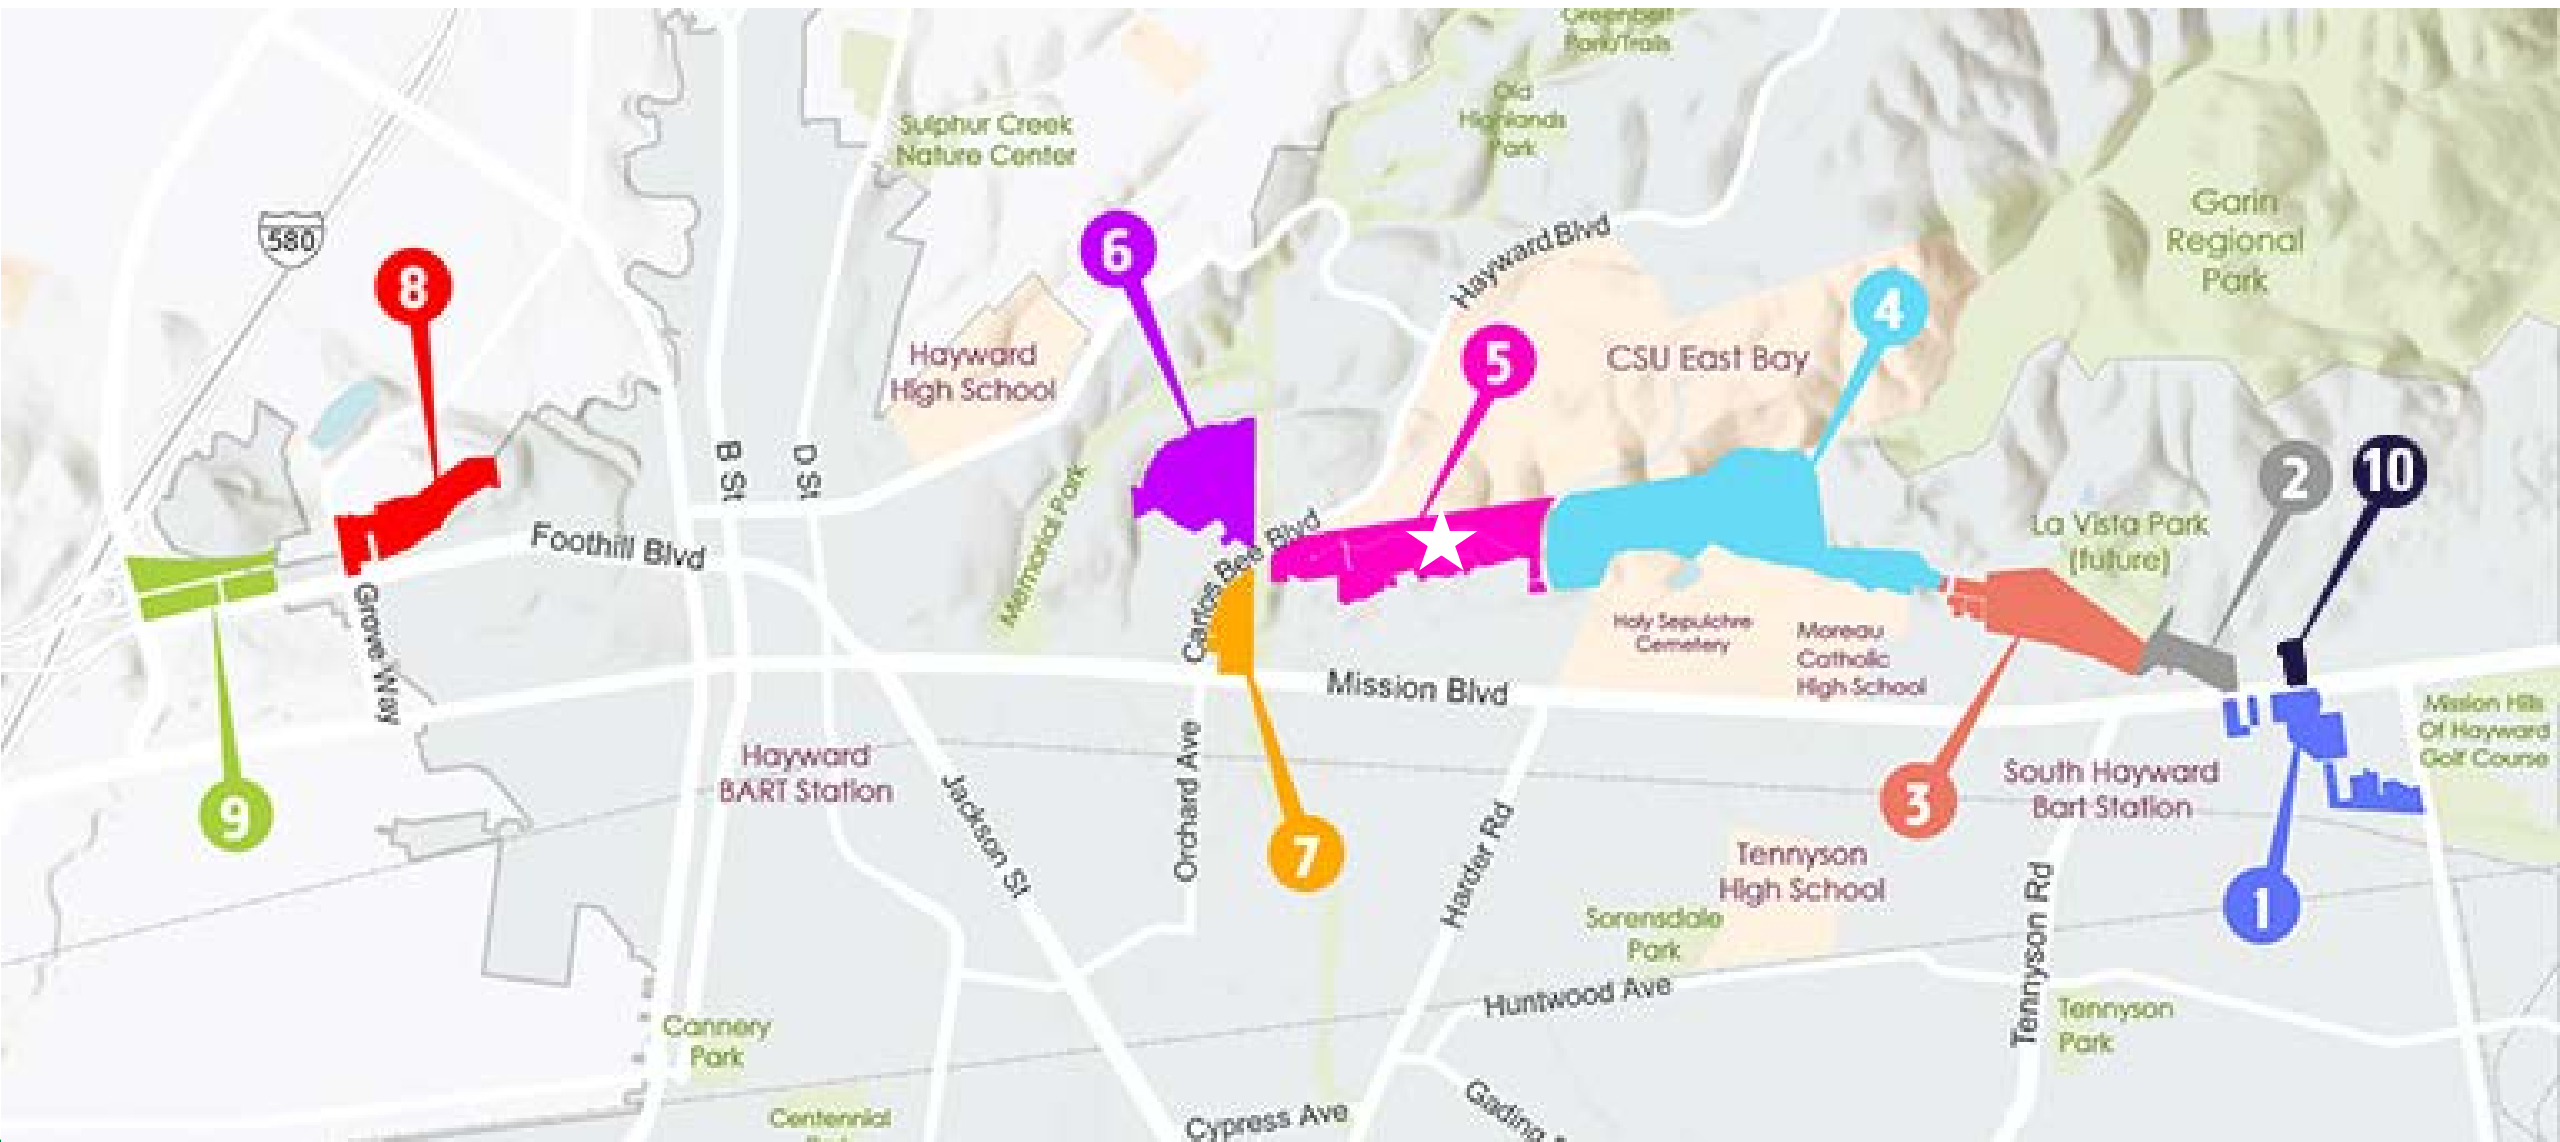 Greenbelt
Park/Trails
Old
Highlands
Park
Sulphur Creek
Nature Center
Garin
Regional
Park
580
8
6
Hayward Blvd
4
5
CSU East Bay
Hayward
High School
B St
D St
2
10
Memorial Park
La Vista Park
(future)
Foothill Blvd
Carlos Bee Blvd
Grove Way
Holy Sepulchre
Cemetery
Moreau
Catholic
High School
Mission Blvd
Mission Hills
Of Hayward
Golf Course
Hayward
BART Station
South Hayward
Bart Station
9
3
Jackson St
Orchard Ave
7
Harder Rd
Tennyson
High School
Tennyson Rd
1
Sorensdale
Park
Huntwood Ave
Cannery
Park
Tennyson
Park
Centennial
Cypress Ave
Gading